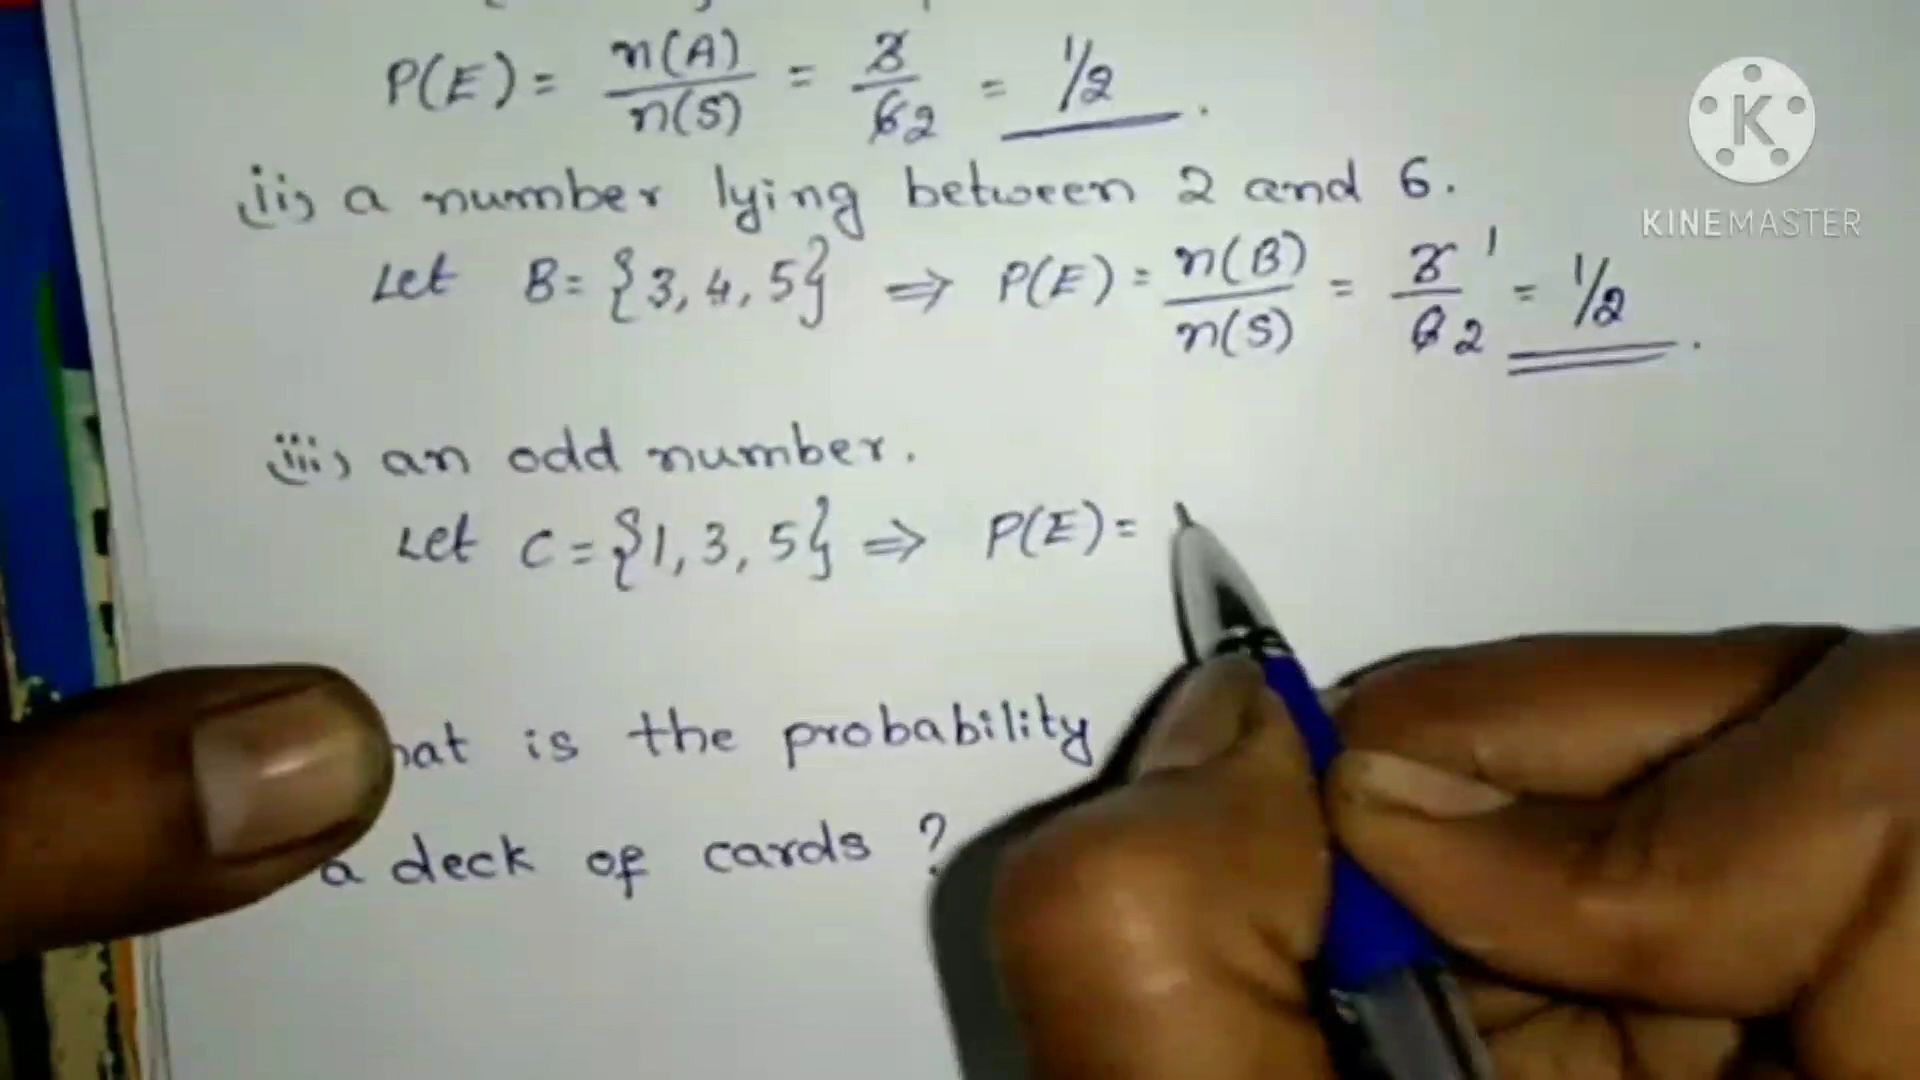 P(E) = n(A)/n(S) = 3/6 2 = 1/2.
(ii) a number lying between 2 and 6.
Let B = {3, 4, 5} ⇒ P(E) = n(B)/n(S) = 3 1/6 2 = 1/2.
(iii) an odd number.
Let C = {1, 3, 5} ⇒ P(E) =
is the probability
a deck of cards ?
K
KINEMASTER